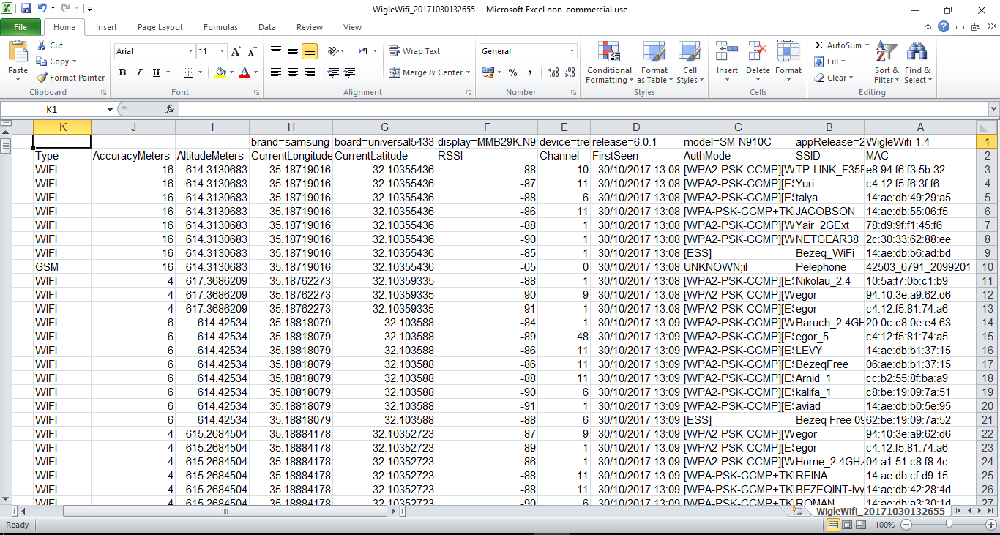 WigleWifi_20171030132655 - Microsoft Excel non-commercial use
File Home Insert Page Layout Formulas Data Review View
Paste Cut Copy Format Painter
Clipboard
Arial 11
B I U
Font
Wrap Text
Merge & Center
Alignment
General
Number
Conditional Formatting Format as Table Cell Styles
Styles
Insert Delete Format
Cells
AutoSum Fill Clear Sort & Filter Find & Select
Editing
K1 fx
K J I H G F E D C B A
brand=samsung board=universal5433 display=MMB29K.N9 device=tre release=6.0.1 model=SM-N910C appRelease=2 WigleWifi-1.4 1
Type AccuracyMeters AltitudeMeters CurrentLongitude CurrentLatitude RSSI Channel FirstSeen AuthMode SSID MAC 2
WIFI 16 614.3130683 35.18719016 32.10355436 -88 10 30/10/2017 13:08 [WPA2-PSK-CCMP][W TP-LINK_F35B e8:94:f6:f3:5b:32 3
WIFI 16 614.3130683 35.18719016 32.10355436 -87 11 30/10/2017 13:08 [WPA2-PSK-CCMP][ES Yuri c4:12:f5:f6:3f:f6 4
WIFI 16 614.3130683 35.18719016 32.10355436 -88 6 30/10/2017 13:08 [WPA2-PSK-CCMP][ES talya 14:ae:db:49:29:a5 5
WIFI 16 614.3130683 35.18719016 32.10355436 -86 11 30/10/2017 13:08 [WPA-PSK-CCMP+TK JACOBSON 14:ae:db:55:06:f5 6
WIFI 16 614.3130683 35.18719016 32.10355436 -88 1 30/10/2017 13:08 [WPA2-PSK-CCMP][W Yair_2GExt 78:d9:9f:f1:45:f6 7
WIFI 16 614.3130683 35.18719016 32.10355436 -90 1 30/10/2017 13:08 [WPA2-PSK-CCMP][W NETGEAR38 2c:30:33:62:88:ee 8
WIFI 16 614.3130683 35.18719016 32.10355436 -85 1 30/10/2017 13:08 [ESS] Bezeq_WiFi 14:ae:db:b6:ad:bd 9
GSM 16 614.3130683 35.18719016 32.10355436 -65 0 30/10/2017 13:08 UNKNOWN;il Pelephone 42503_6791_2099201 10
WIFI 4 617.3686209 35.18762273 32.10359335 -88 1 30/10/2017 13:08 [WPA2-PSK-CCMP][ES Nikolau_2.4 10:5a:f7:0b:c1:b9 11
WIFI 4 617.3686209 35.18762273 32.10359335 -90 9 30/10/2017 13:08 [WPA2-PSK-CCMP][W egor 94:10:3e:a9:62:d6 12
WIFI 4 617.3686209 35.18762273 32.10359335 -91 1 30/10/2017 13:08 [WPA2-PSK-CCMP][ES egor c4:12:f5:81:74:a6 13
WIFI 6 614.42534 35.18818079 32.103588 -84 1 30/10/2017 13:09 [WPA2-PSK-CCMP][W Baruch_2.4GH 20:0c:c8:0e:e4:63 14
WIFI 6 614.42534 35.18818079 32.103588 -89 48 30/10/2017 13:09 [WPA2-PSK-CCMP][ES egor_5 c4:12:f5:81:74:a5 15
WIFI 6 614.42534 35.18818079 32.103588 -86 11 30/10/2017 13:09 [WPA2-PSK-CCMP][ES LEVY 14:ae:db:b1:37:15 16
WIFI 6 614.42534 35.18818079 32.103588 -86 11 30/10/2017 13:09 [WPA2-PSK-CCMP][ES BezeqFree 06:ae:db:b1:37:15 17
WIFI 6 614.42534 35.18818079 32.103588 -88 11 30/10/2017 13:09 [WPA2-PSK-CCMP][ES Arnid_1 cc:b2:55:8f:ba:a9 18
WIFI 6 614.42534 35.18818079 32.103588 -90 6 30/10/2017 13:09 [WPA2-PSK-CCMP][ES kalifa_1 c8:be:19:09:7a:51 19
WIFI 6 614.42534 35.18818079 32.103588 -91 1 30/10/2017 13:09 [WPA2-PSK-CCMP][ES aviad 14:ae:db:b0:5e:95 20
WIFI 6 614.42534 35.18818079 32.103588 -88 6 30/10/2017 13:09 [ESS] Bezeq Free 09 62:be:19:09:7a:52 21
WIFI 4 615.2684504 35.18884178 32.10352723 -87 9 30/10/2017 13:09 [WPA2-PSK-CCMP][W egor 94:10:3e:a9:62:d6 22
WIFI 4 615.2684504 35.18884178 32.10352723 -89 1 30/10/2017 13:09 [WPA2-PSK-CCMP][ES egor c4:12:f5:81:74:a6 23
WIFI 4 615.2684504 35.18884178 32.10352723 -86 1 30/10/2017 13:09 [WPA2-PSK-CCMP][W Home_2.4GHz 04:a1:51:c8:f8:4c 24
WIFI 4 615.2684504 35.18884178 32.10352723 -88 11 30/10/2017 13:09 [WPA-PSK-CCMP+TK REINA 14:ae:db:cf:d9:15 25
WIFI 4 615.2684504 35.18884178 32.10352723 -88 11 30/10/2017 13:09 [WPA-PSK-CCMP+TK BEZEQINT-Ivy 14:ae:db:42:28:4d 26
WIFI 4 615.2684504 35.18884178 32.10352723 -90 6 30/10/2017 13:09 [WPA-PSK-CCMP+TK ROMAN 14:ae:db:a3:30:1d 27
WigleWifi_20171030132655
Ready 100%